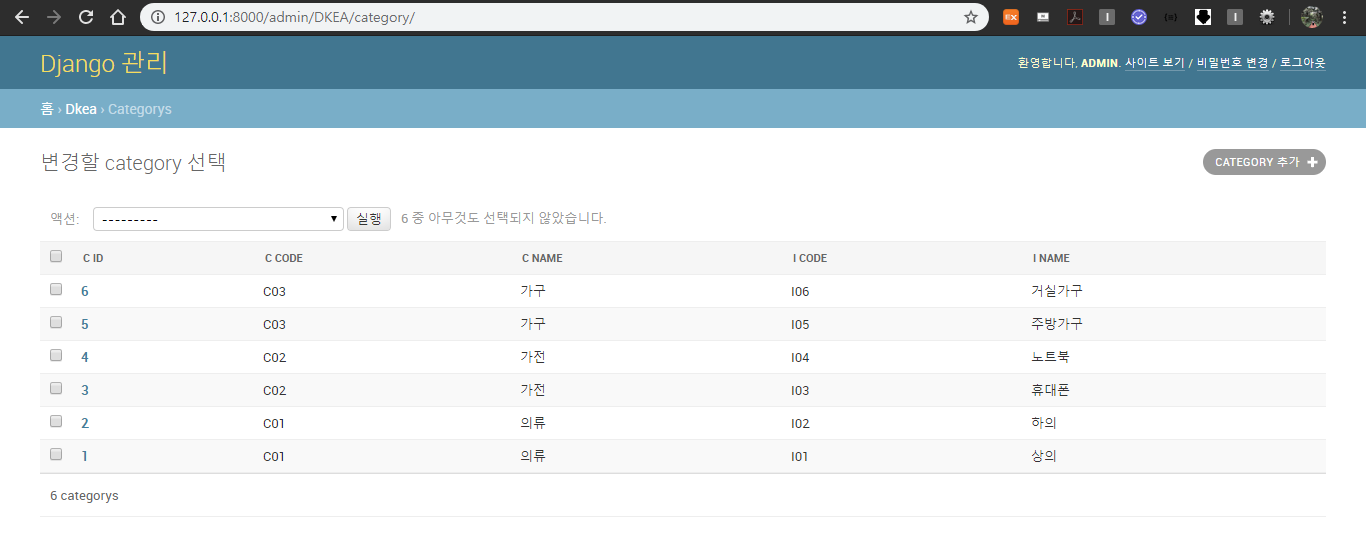 127.0.0.1:8000/admin/DKEA/category/
Django 관리
환영합니다, ADMIN. 사이트 보기 / 비밀번호 변경 / 로그아웃
홈 › Dkea › Categorys
변경할 category 선택
CATEGORY 추가
액션: --------- 실행 6 중 아무것도 선택되지 않았습니다.
C ID C CODE C NAME I CODE I NAME
6 C03 가구 I06 거실가구
5 C03 가구 I05 주방가구
4 C02 가전 I04 노트북
3 C02 가전 I03 휴대폰
2 C01 의류 I02 하의
1 C01 의류 I01 상의
6 categorys